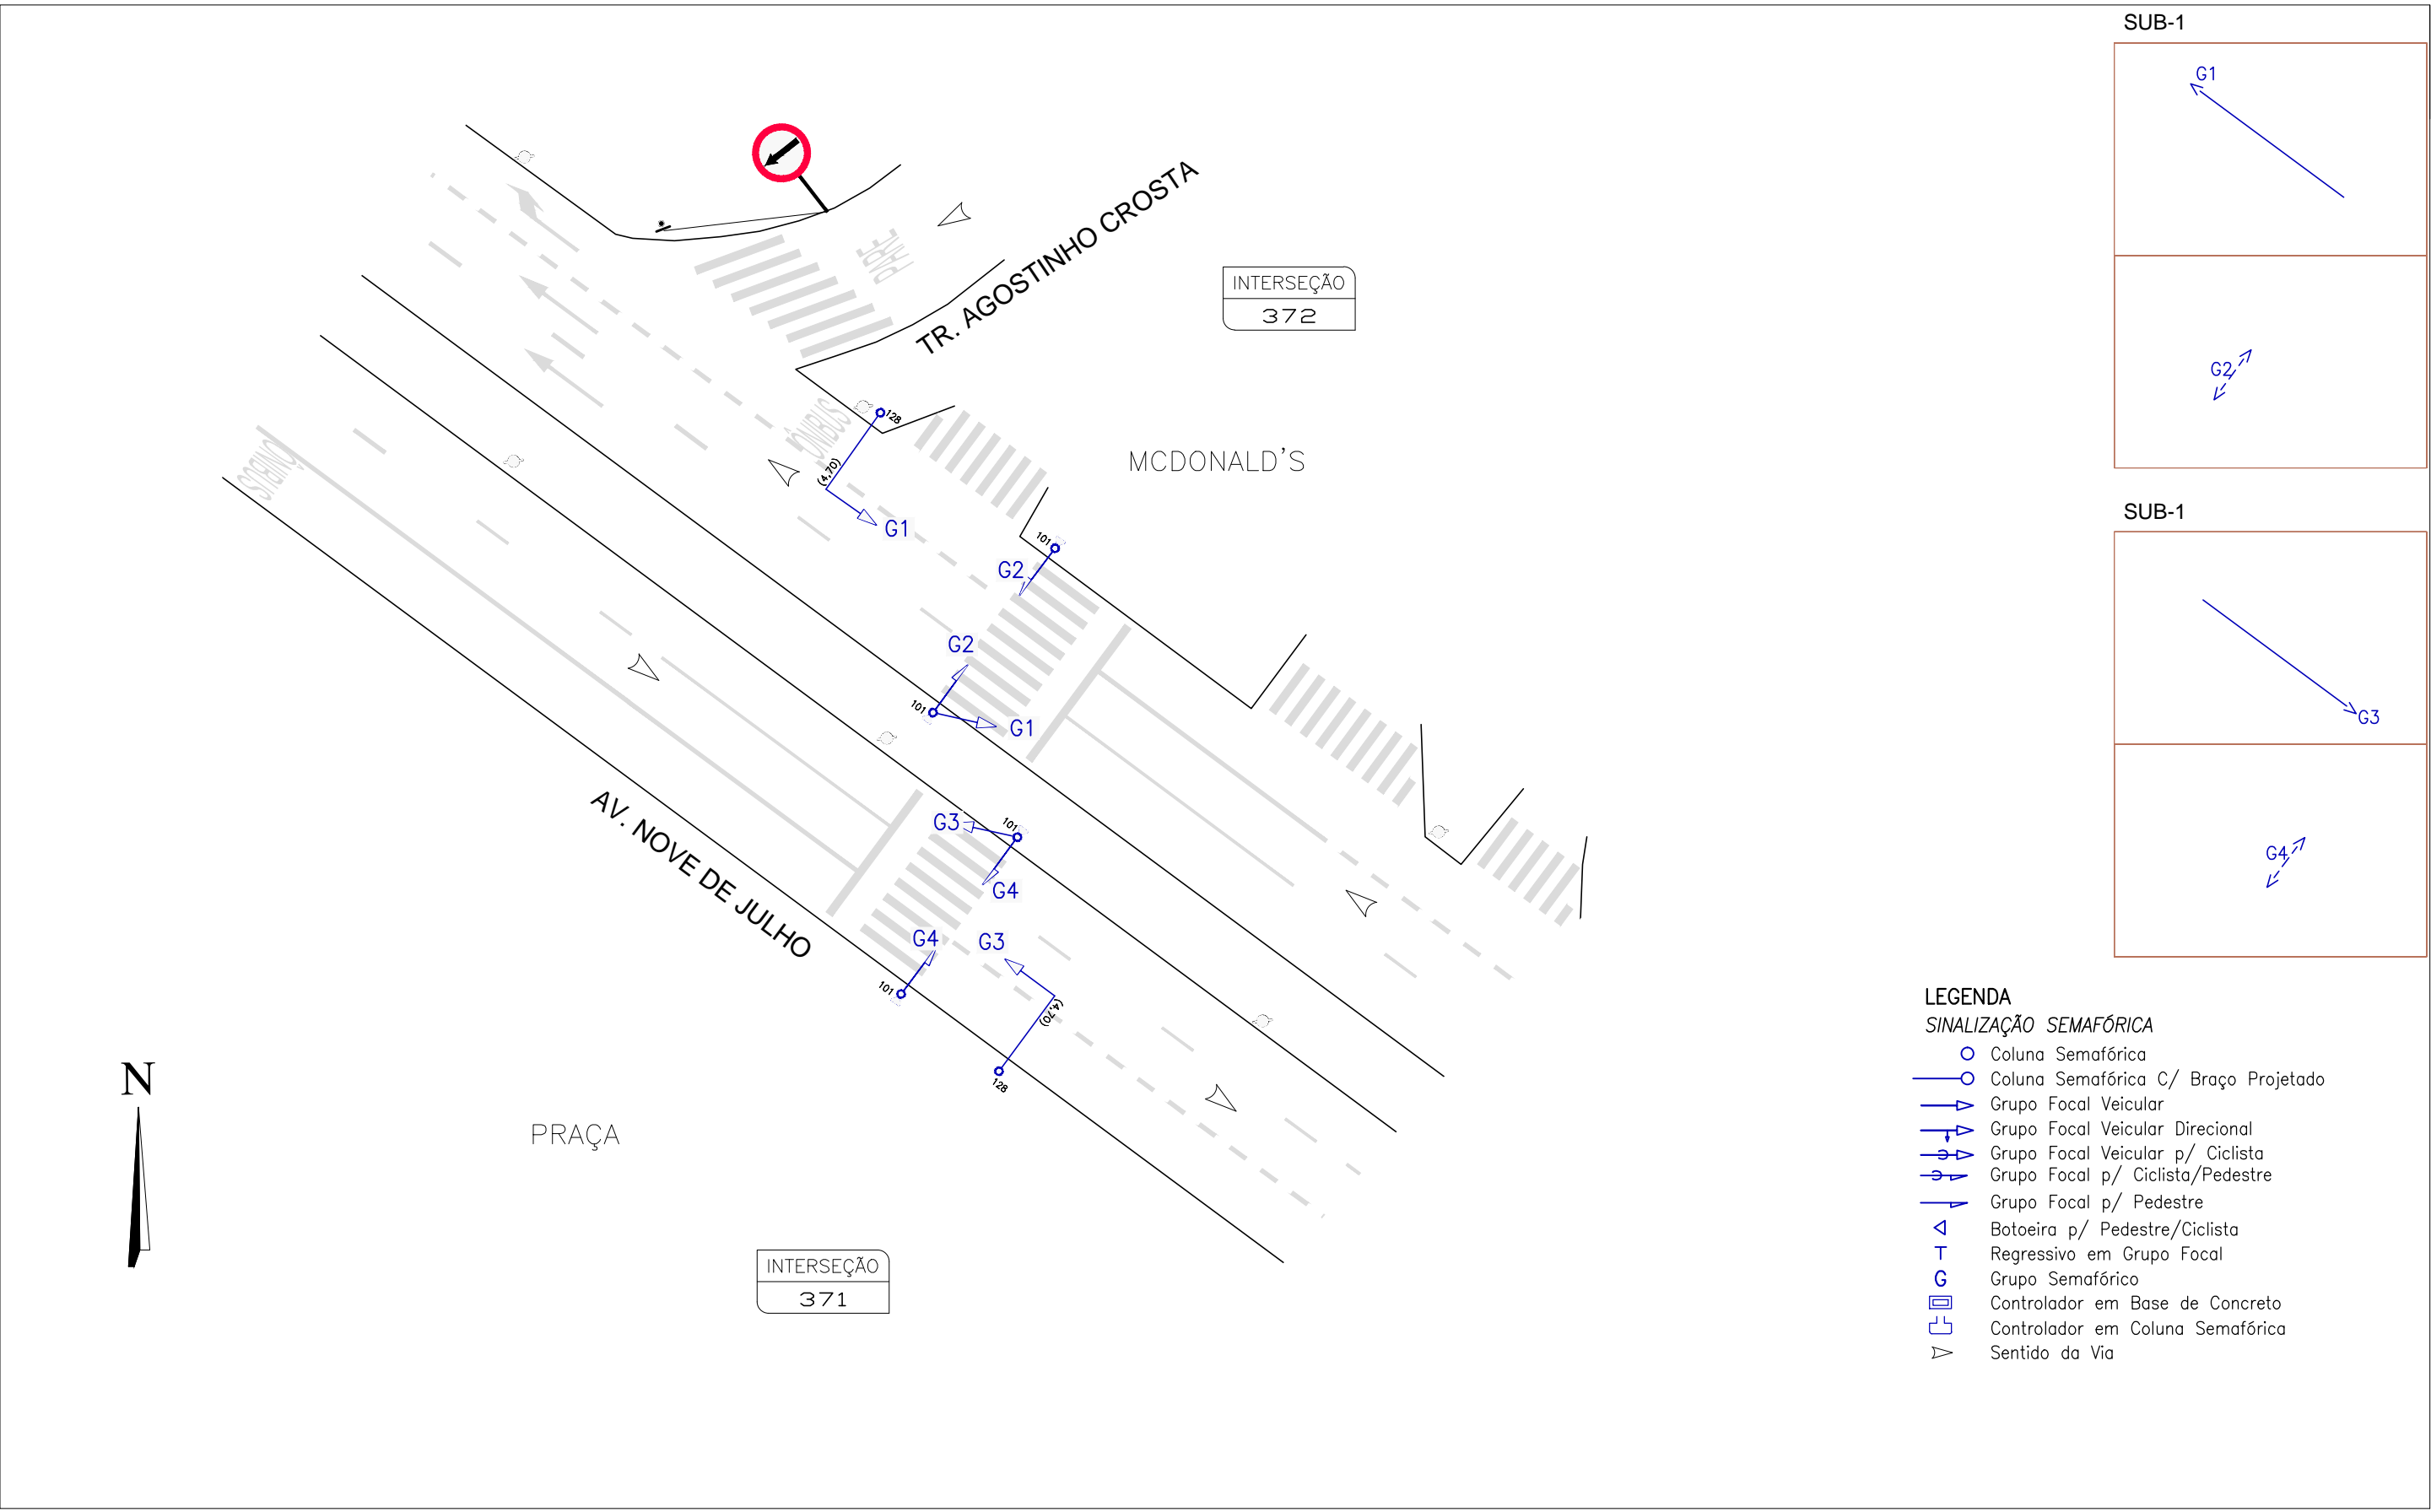 SUB-1
G1
G2
SUB-1
G3
G4
TR. AGOSTINHO CROSTA
PARE
INTERSEÇÃO
372
MCDONALD'S
ÔNIBUS
128
(4,70)
G1
101
G2
G2
101
G1
ÔNIBUS
AV. NOVE DE JULHO
G3
101
G4
G4
G3
101
(4,70)
128
N
PRAÇA
INTERSEÇÃO
371
LEGENDA
SINALIZAÇÃO SEMAFÓRICA
Coluna Semafórica
Coluna Semafórica C/ Braço Projetado
Grupo Focal Veicular
Grupo Focal Veicular Direcional
Grupo Focal Veicular p/ Ciclista
Grupo Focal p/ Ciclista/Pedestre
Grupo Focal p/ Pedestre
Botoeira p/ Pedestre/Ciclista
T Regressivo em Grupo Focal
G Grupo Semafórico
Controlador em Base de Concreto
Controlador em Coluna Semafórica
Sentido da Via